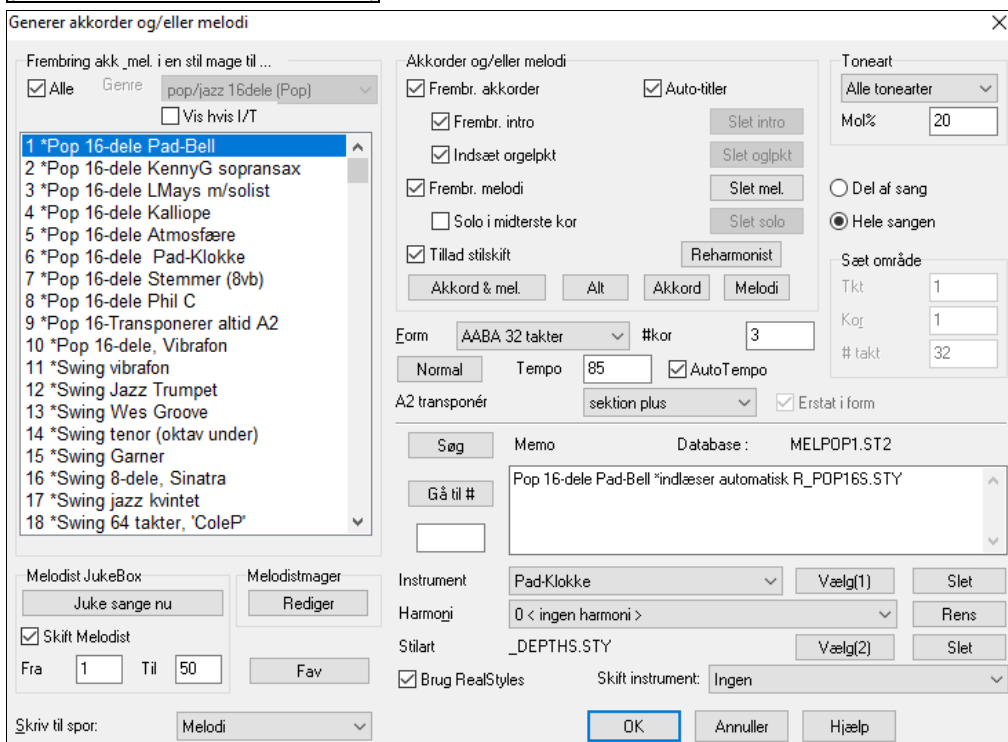 Generer akkorder og/eller melodi
Frembring akk _mel. i en stil mage til ...
Alle Genre pop/jazz 16dele (Pop)
Vis hvis I/T
1 *Pop 16-dele Pad-Bell
2 *Pop 16-dele KennyG sopransax
3 *Pop 16-dele LMays m/solist
4 *Pop 16-dele Kalliope
5 *Pop 16-dele Atmosfære
6 *Pop 16-dele  Pad-Klokke
7 *Pop 16-dele Stemmer (8vb)
8 *Pop 16-dele Phil C
9 *Pop 16-Transponerer altid A2
10 *Pop 16-dele, Vibrafon
11 *Swing vibrafon
12 *Swing Jazz Trumpet
13 *Swing Wes Groove
14 *Swing tenor (oktav under)
15 *Swing Garner
16 *Swing 8-dele, Sinatra
17 *Swing jazz kvintet
18 *Swing 64 takter, 'ColeP'
Melodist JukeBox
Juke sange nu
Skift Melodist
Fra 1 Til 50
Melodistmager
Rediger
Fav
Skriv til spor: Melodi
Akkorder og/eller melodi
Frembr. akkorder Auto-titler
Frembr. intro Slet intro
Indsæt orgelpkt Slet oglpkt
Frembr. melodi Slet mel.
Solo i midterste kor Slet solo
Tillad stilskift Reharmonist
Akkord & mel. Alt Akkord Melodi
Toneart
Alle tonearter
Mol% 20
Del af sang
Hele sangen
Sæt område
Tkt 1
Kor 1
# takt 32
Form AABA 32 takter #kor 3
Normal Tempo 85 AutoTempo
A2 transponér sektion plus Erstat i form
Søg Memo Database : MELPOP1.ST2
Gå til #
Pop 16-dele Pad-Bell *indlæser automatisk R_POP16S.STY
Instrument Pad-Klokke Vælg(1) Slet
Harmoni 0 < ingen harmoni > Rens
Stilart _DEPTHS.STY Vælg(2) Slet
Brug RealStyles Skift instrument: Ingen
OK Annuller Hjælp